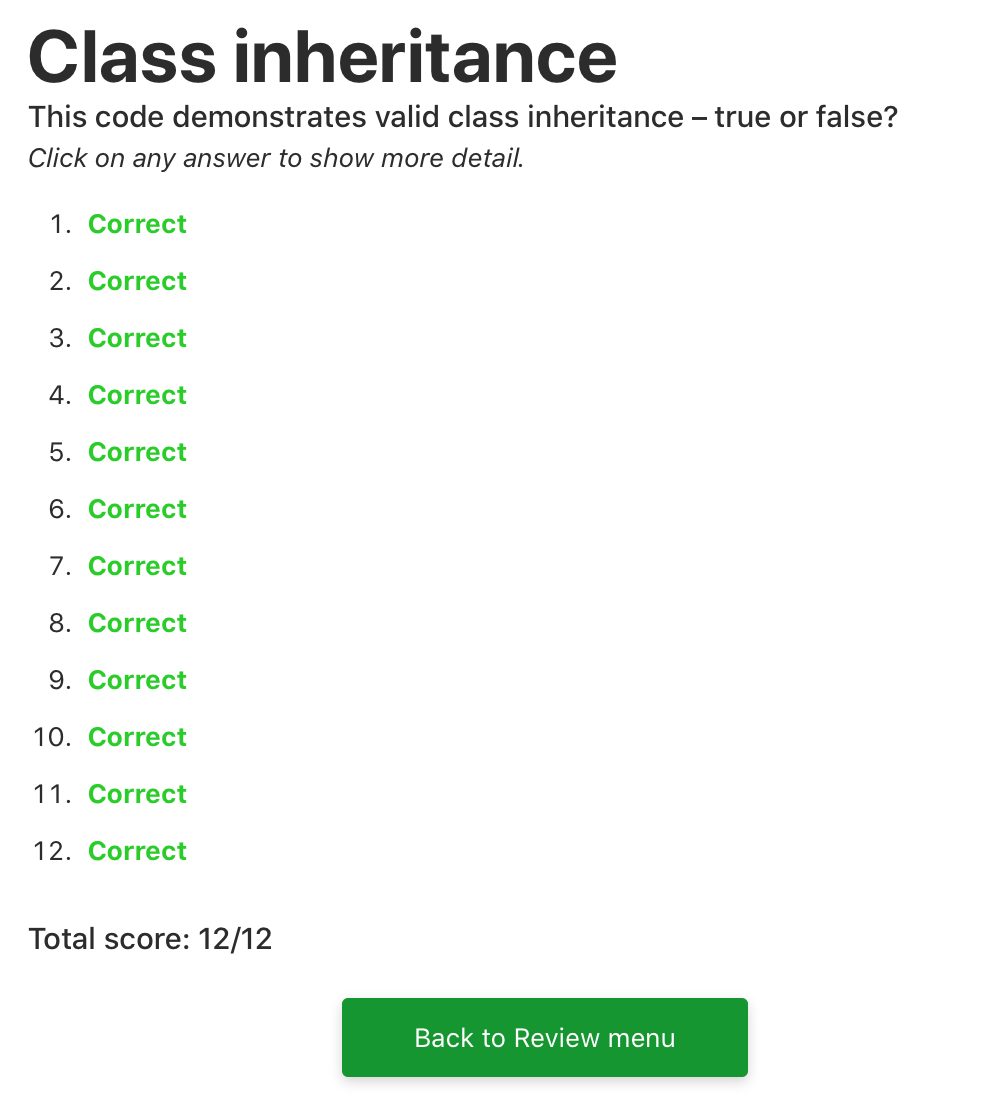 Class inheritance
This code demonstrates valid class inheritance – true or false?
Click on any answer to show more detail.
1. Correct
2. Correct
3. Correct
4. Correct
5. Correct
6. Correct
7. Correct
8. Correct
9. Correct
10. Correct
11. Correct
12. Correct
Total score: 12/12
Back to Review menu